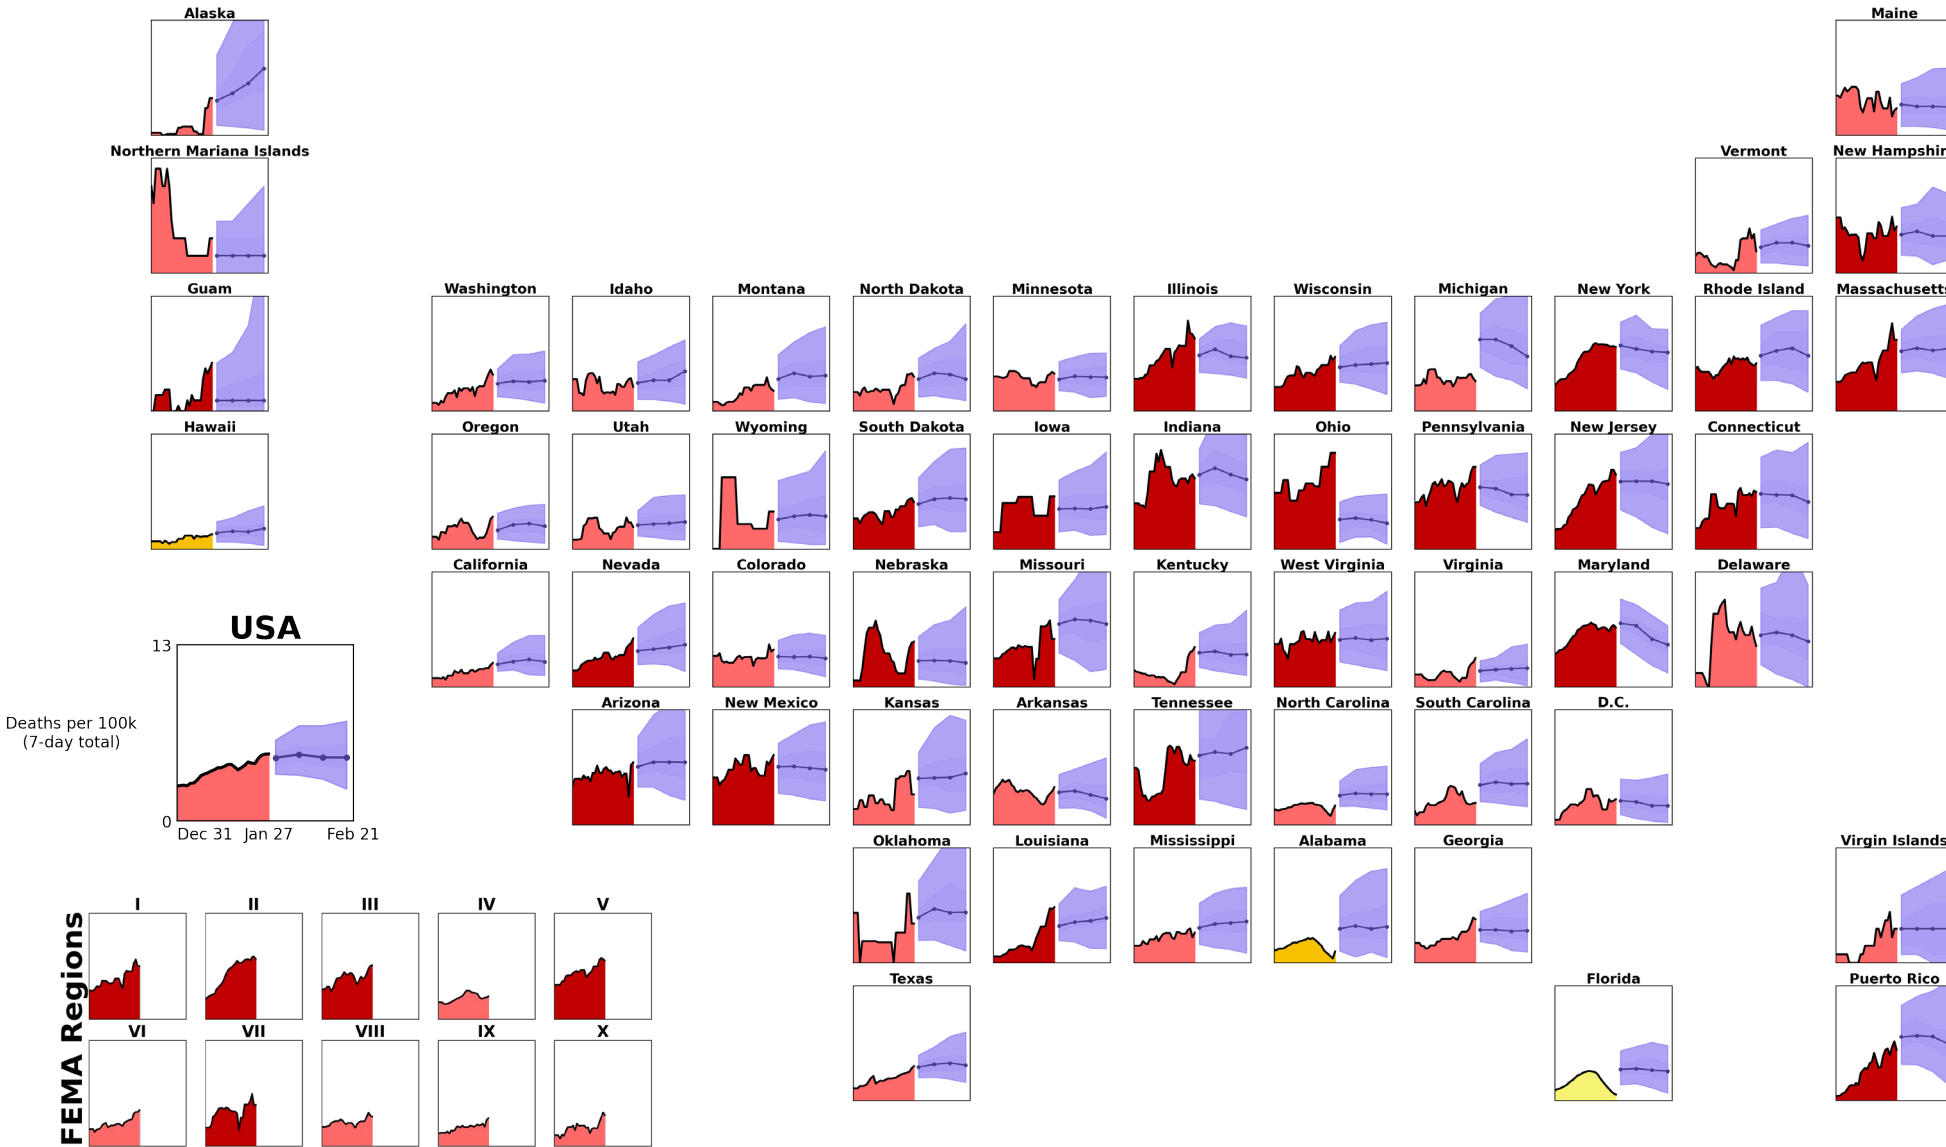 Alaska
Maine
Northern Mariana Islands
Vermont
New Hampshir
Guam
Washington
Idaho
Montana
North Dakota
Minnesota
Illinois
Wisconsin
Michigan
New York
Rhode Island
Massachusetts
Hawaii
Oregon
Utah
Wyoming
South Dakota
Iowa
Indiana
Ohio
Pennsylvania
New Jersey
Connecticut
California
Nevada
Colorado
Nebraska
Missouri
Kentucky
West Virginia
Virginia
Maryland
Delaware
USA
13
Deaths per 100k
(7-day total)
0
Dec 31
Jan 27
Feb 21
Arizona
New Mexico
Kansas
Arkansas
Tennessee
North Carolina
South Carolina
D.C.
Oklahoma
Louisiana
Mississippi
Alabama
Georgia
Virgin Islands
Texas
Florida
Puerto Rico
FEMA Regions
I
II
III
IV
V
VI
VII
VIII
IX
X